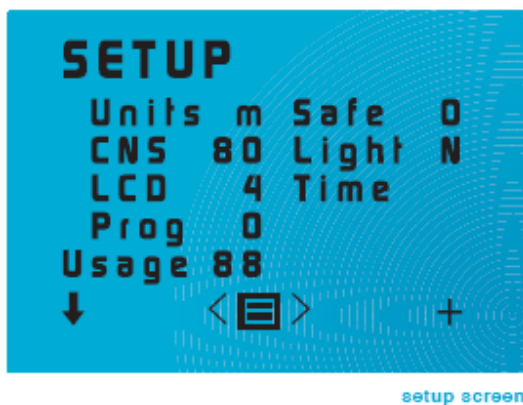 SETUP
Units m Safe 0
CNS 80 Light N
LCD 4 Time
Prog 0
Usage 88
↓ < > +
setup screen